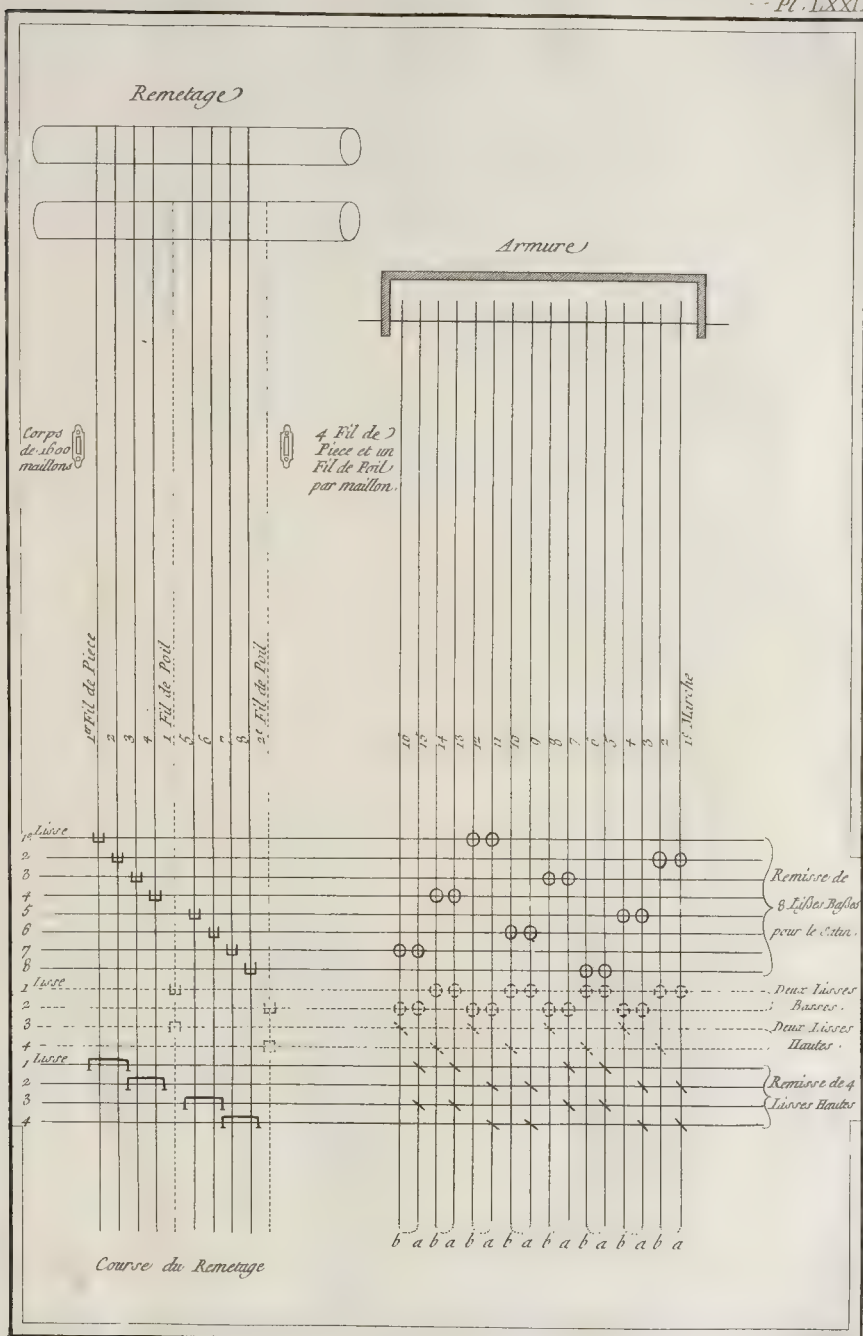 Remetage
Armure
Corps
de 1600
maillons
4 Fil de
Piece et un
Fil de Poil
par maillon.
1er Fil de Piece
2
3
4
1 Fil de Poil
5
6
7
8
2e Fil de Poil
16
15
14
13
12
11
10
9
8
7
6
5
4
3
2
1e Marche
1e Lisse
2
3
4
5
6
7
8
Remisse de
8 Lisses Basses
pour le Satin.
1 Lisse
2
3
4
Deux Lisses
Basses.
Deux Lisses
Hautes.
1 Lisse
2
3
4
Remisse de 4
Lisses Hautes
b a b a b a b a b a b a b a b a
Course du Remetage